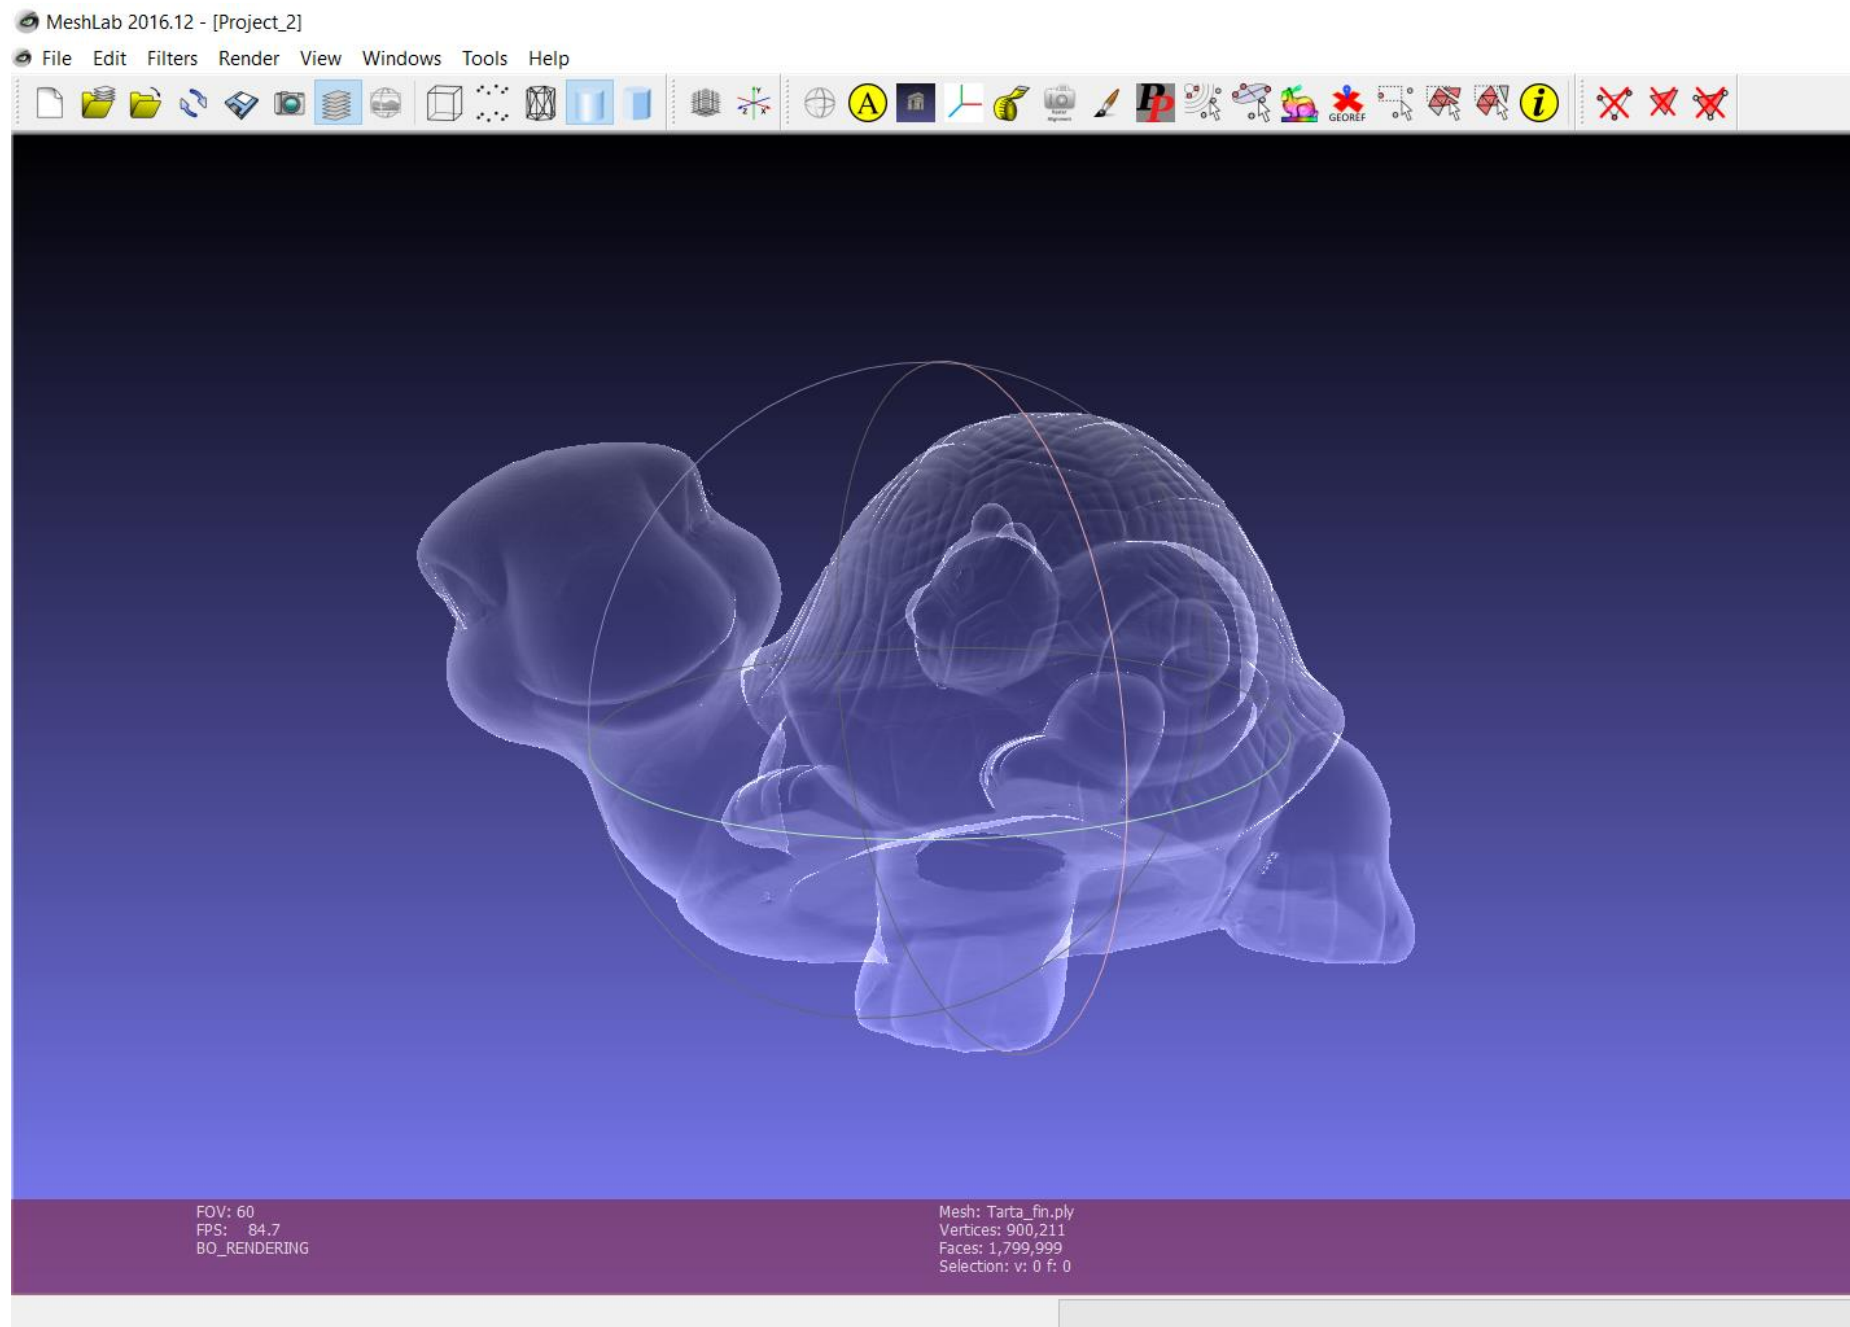 MeshLab 2016.12 - [Project_2]
File Edit Filters Render View Windows Tools Help
A
PP
GEOREF
i
FOV: 60
FPS: 84.7
BO_RENDERING
Mesh: Tarta_fin.ply
Vertices: 900,211
Faces: 1,799,999
Selection: v: 0 f: 0